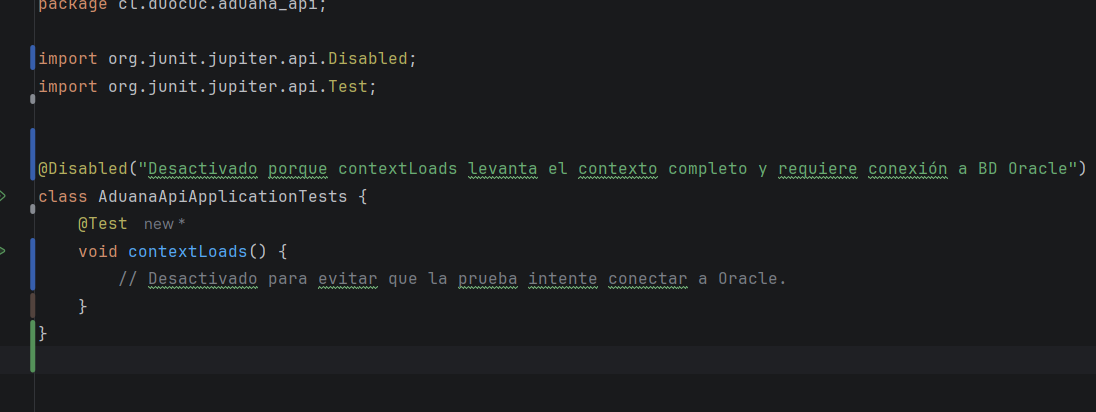 package cl.duocuc.aduana_api;
import org.junit.jupiter.api.Disabled;
import org.junit.jupiter.api.Test;
@Disabled("Desactivado porque contextLoads levanta el contexto completo y requiere conexión a BD Oracle")
class AduanaApiApplicationTests {
@Test new *
void contextLoads() {
// Desactivado para evitar que la prueba intente conectar a Oracle.
}
}